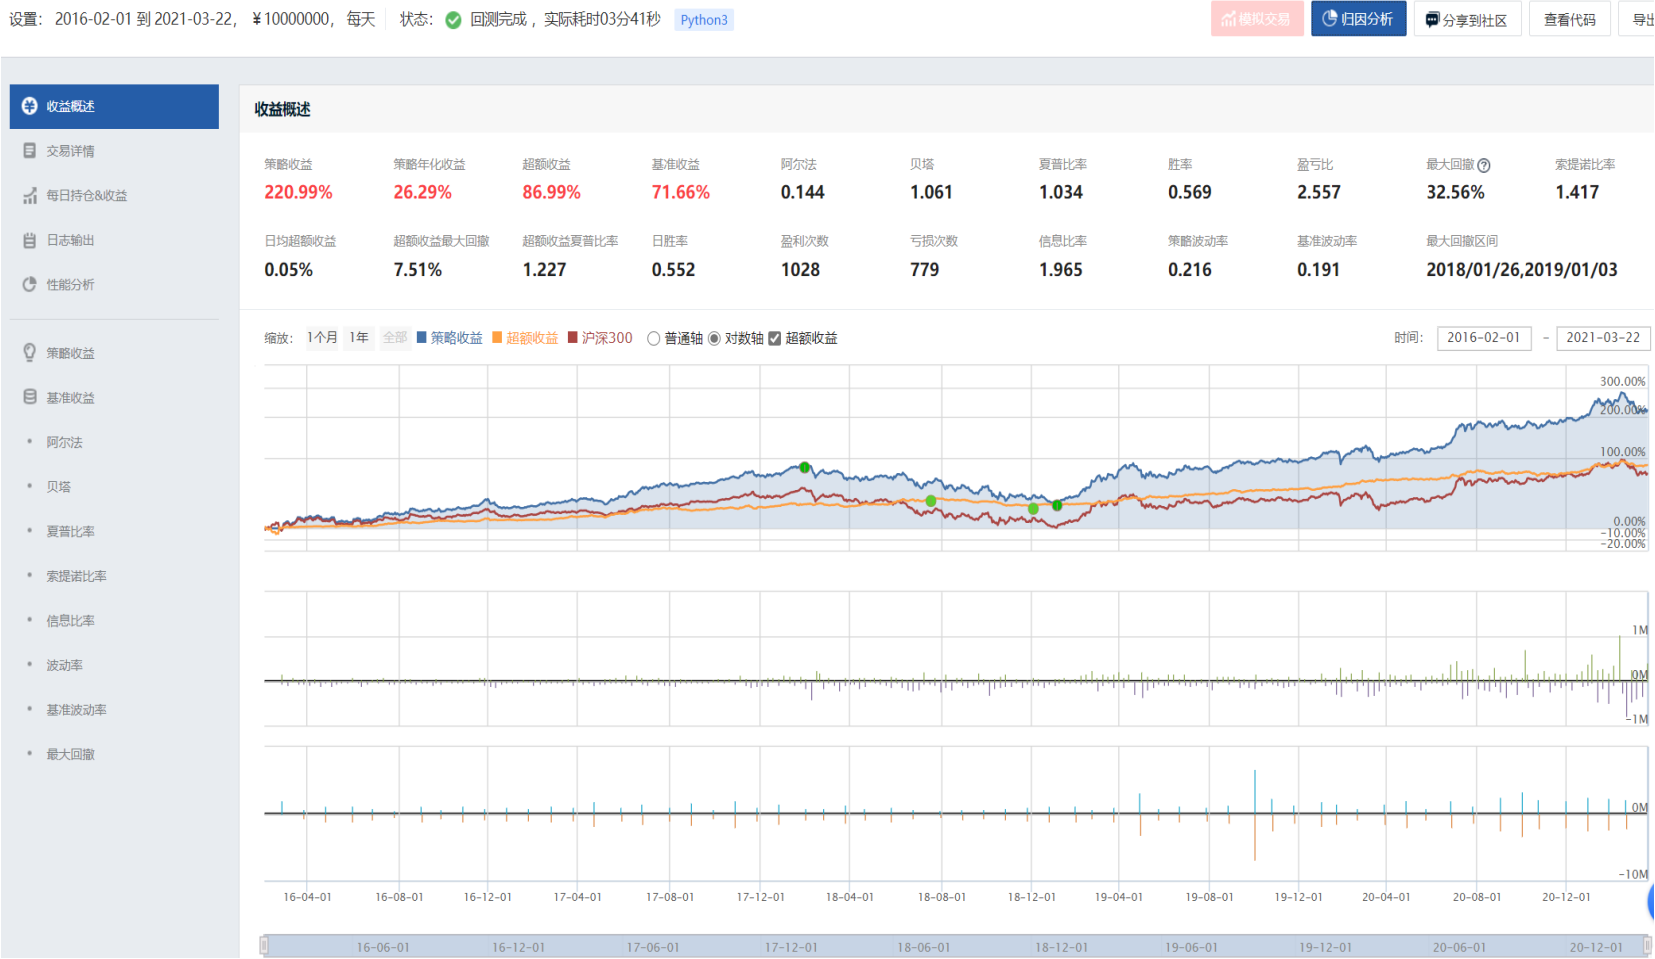 设置： 2016-02-01 到 2021-03-22， ￥10000000， 每天 状态： 回测完成 ，实际耗时03分41秒 Python3 模拟交易 归因分析 分享到社区 查看代码 导出
收益概述
交易详情
每日持仓&收益
日志输出
性能分析
策略收益
基准收益
阿尔法
贝塔
夏普比率
索提诺比率
信息比率
波动率
基准波动率
最大回撤
收益概述
策略收益 策略年化收益 超额收益 基准收益 阿尔法 贝塔 夏普比率 胜率 盈亏比 最大回撤 索提诺比率
220.99% 26.29% 86.99% 71.66% 0.144 1.061 1.034 0.569 2.557 32.56% 1.417
日均超额收益 超额收益最大回撤 超额收益夏普比率 日胜率 盈利次数 亏损次数 信息比率 策略波动率 基准波动率 最大回撤区间
0.05% 7.51% 1.227 0.552 1028 779 1.965 0.216 0.191 2018/01/26,2019/01/03
缩放： 1个月 1年 全部 策略收益 超额收益 沪深300 普通轴 对数轴 超额收益 时间： 2016-02-01 - 2021-03-22
300.00%
200.00%
100.00%
0.00%
-10.00%
-20.00%
1M
0M
-1M
0M
-10M
16-04-01 16-08-01 16-12-01 17-04-01 17-08-01 17-12-01 18-04-01 18-08-01 18-12-01 19-04-01 19-08-01 19-12-01 20-04-01 20-08-01 20-12-01
16-06-01 16-12-01 17-06-01 17-12-01 18-06-01 18-12-01 19-06-01 19-12-01 20-06-01 20-12-01